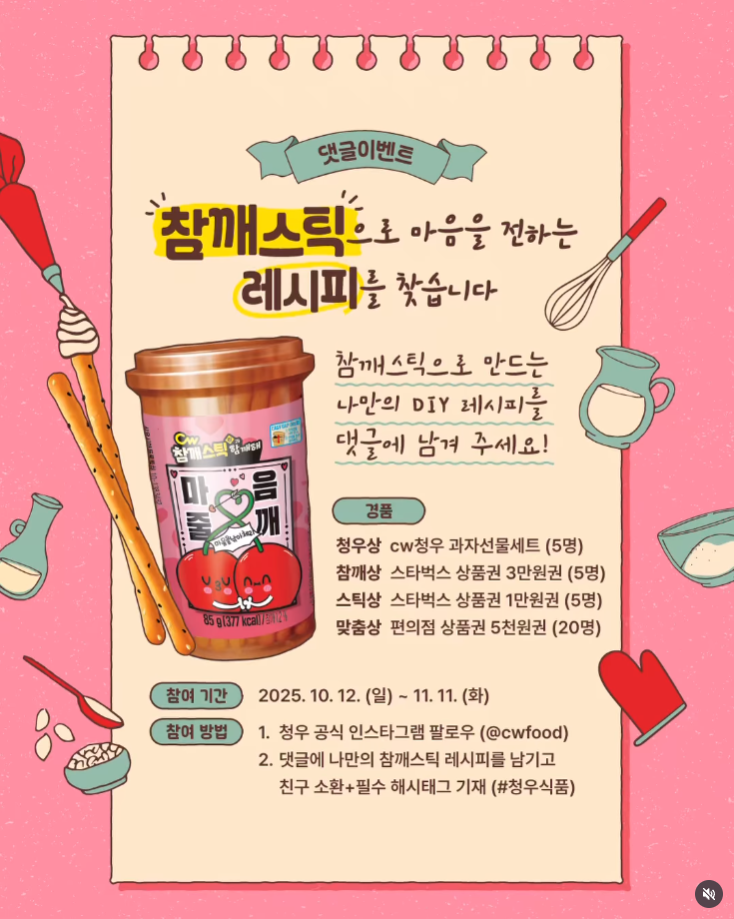 댓글이벤트
참깨스틱으로 마음을 전하는
레시피를 찾습니다
참깨스틱으로 만드는
나만의 DIY 레시피를
댓글에 남겨 주세요!
CW
참깨스틱 참깨해
마음
줄깨
85 g (377 kcal)
경품
청우상 cw청우 과자선물세트 (5명)
참깨상 스타벅스 상품권 3만원권 (5명)
스틱상 스타벅스 상품권 1만원권 (5명)
맞춤상 편의점 상품권 5천원권 (20명)
참여 기간 2025. 10. 12. (일) ~ 11. 11. (화)
참여 방법 1. 청우 공식 인스타그램 팔로우 (@cwfood)
2. 댓글에 나만의 참깨스틱 레시피를 남기고
친구 소환+필수 해시태그 기재 (#청우식품)